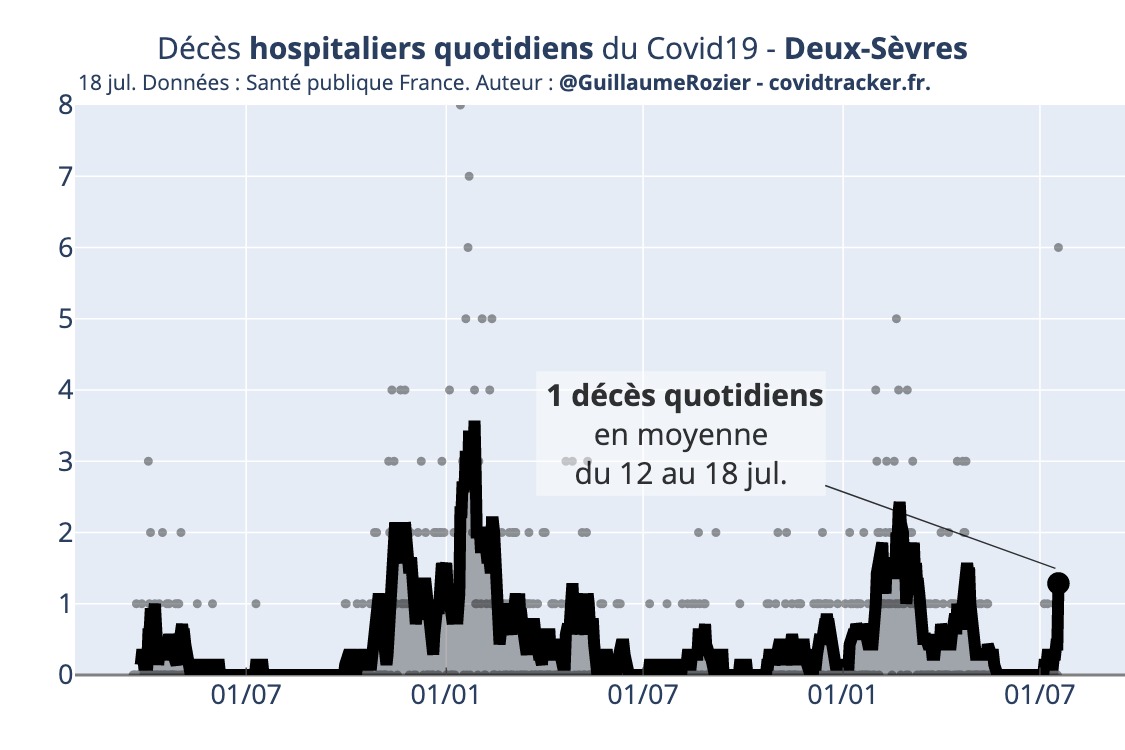 Décès hospitaliers quotidiens du Covid19 - Deux-Sèvres
18 jul. Données : Santé publique France. Auteur : @GuillaumeRozier - covidtracker.fr.
8
7
6
5
4
3
2
1
0
1 décès quotidiens
en moyenne
du 12 au 18 jul.
01/07 01/01 01/07 01/01 01/07